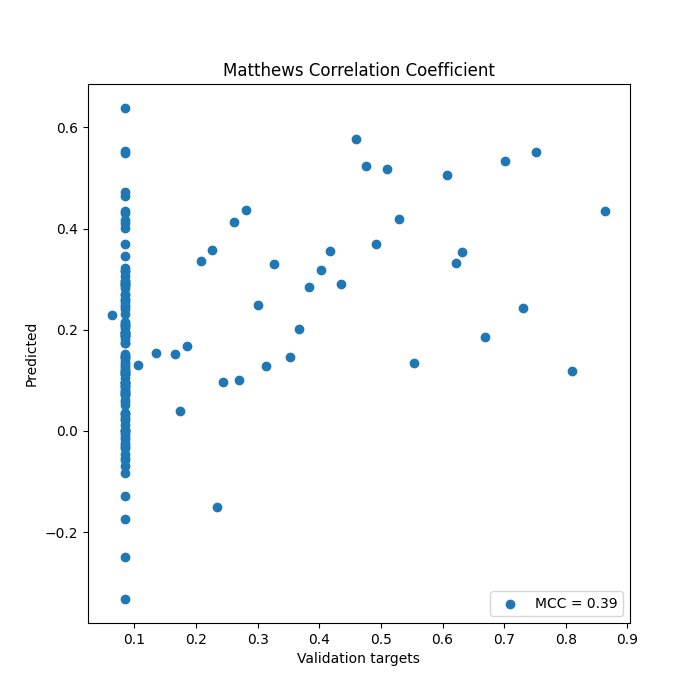 Matthews Correlation Coefficient
Predicted
0.6
0.4
0.2
0.0
−0.2
MCC = 0.39
0.1 0.2 0.3 0.4 0.5 0.6 0.7 0.8 0.9
Validation targets